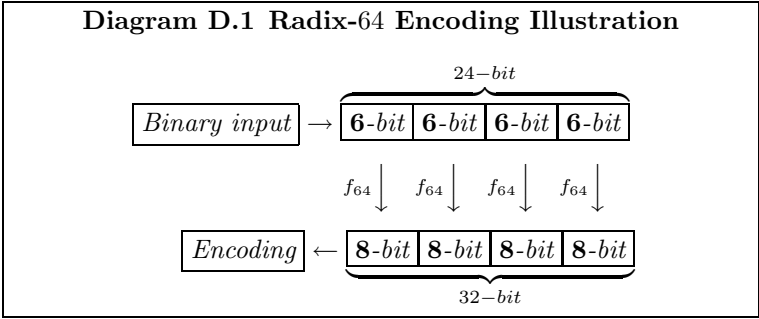 Diagram D.1 Radix-64 Encoding Illustration
24−bit
Binary input → 6-bit 6-bit 6-bit 6-bit
f64 ↓ f64 ↓ f64 ↓ f64 ↓
Encoding ← 8-bit 8-bit 8-bit 8-bit
32−bit